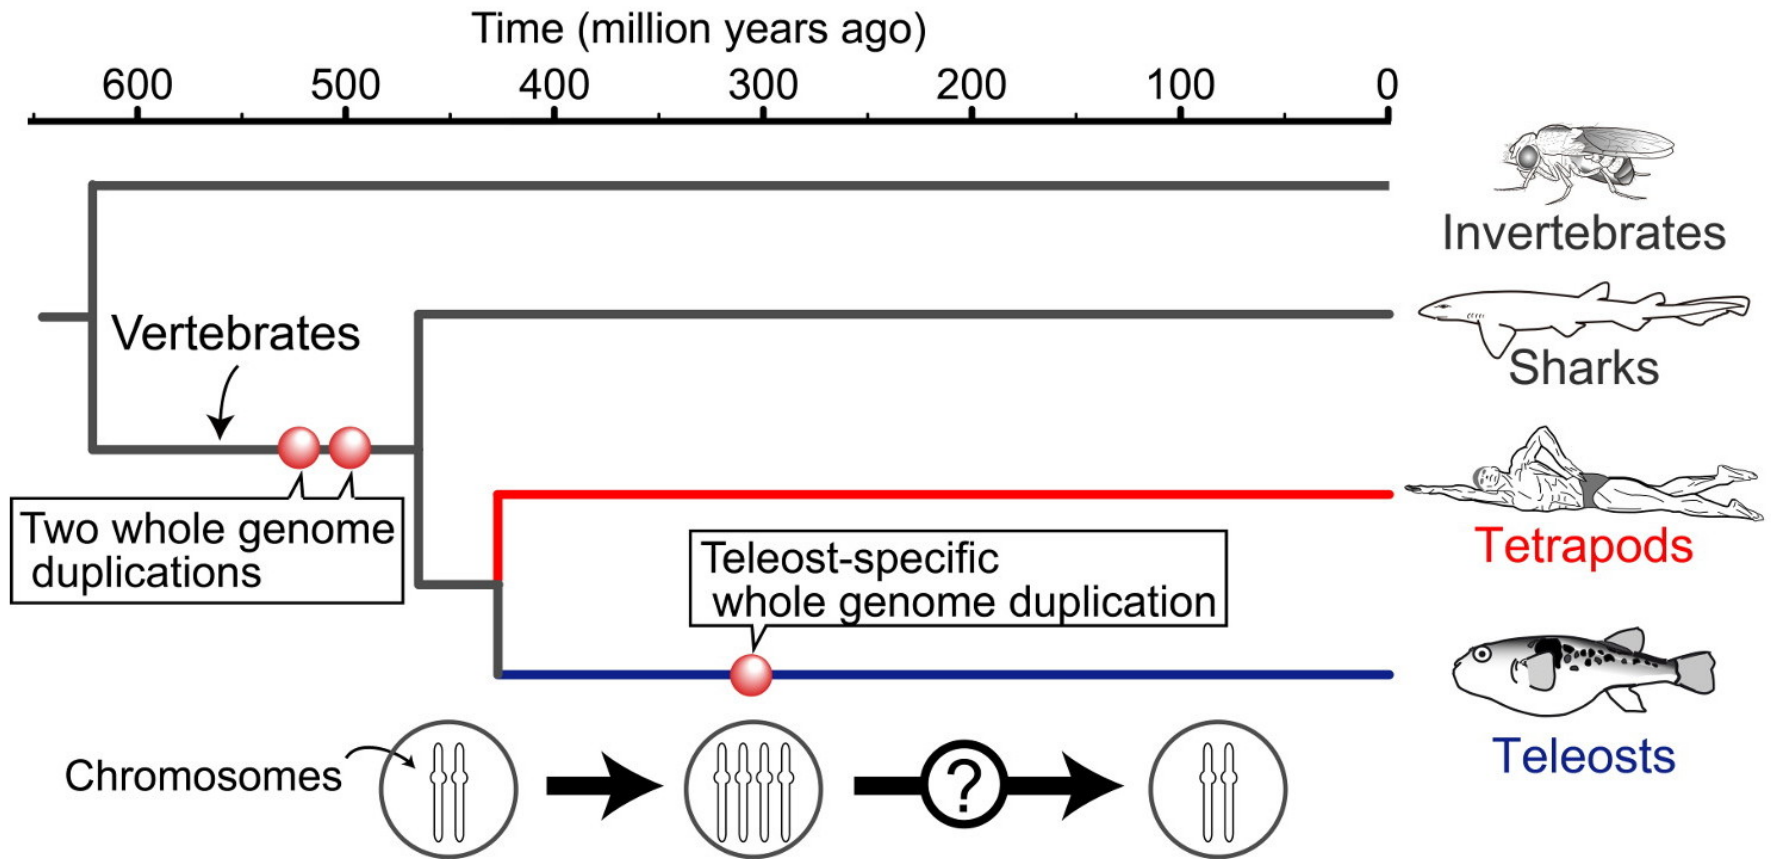 Time (million years ago)
600 500 400 300 200 100 0
Invertebrates
Vertebrates
Sharks
Two whole genome
duplications
Teleost-specific
whole genome duplication
Tetrapods
Chromosomes
?
Teleosts